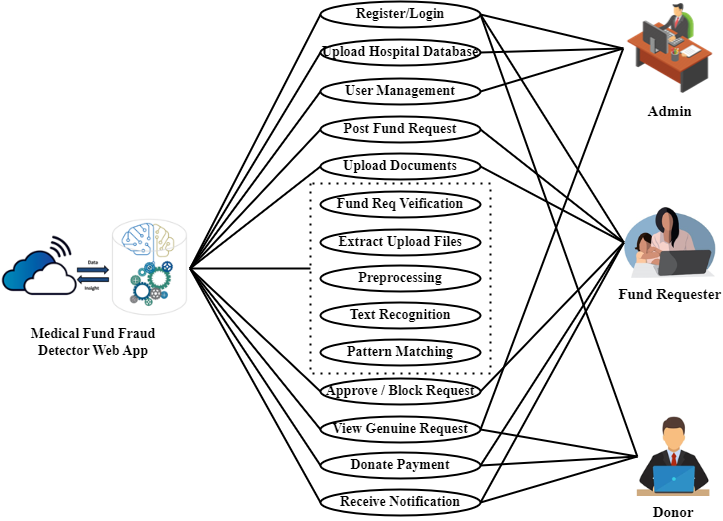 Register/Login
Upload Hospital Database
User Management
Admin
Post Fund Request
Upload Documents
Fund Req Veification
Extract Upload Files
Data
Insight
Preprocessing
Fund Requester
Text Recognition
Medical Fund Fraud
Detector Web App
Pattern Matching
Approve / Block Request
View Genuine Request
Donate Payment
Receive Notification
Donor